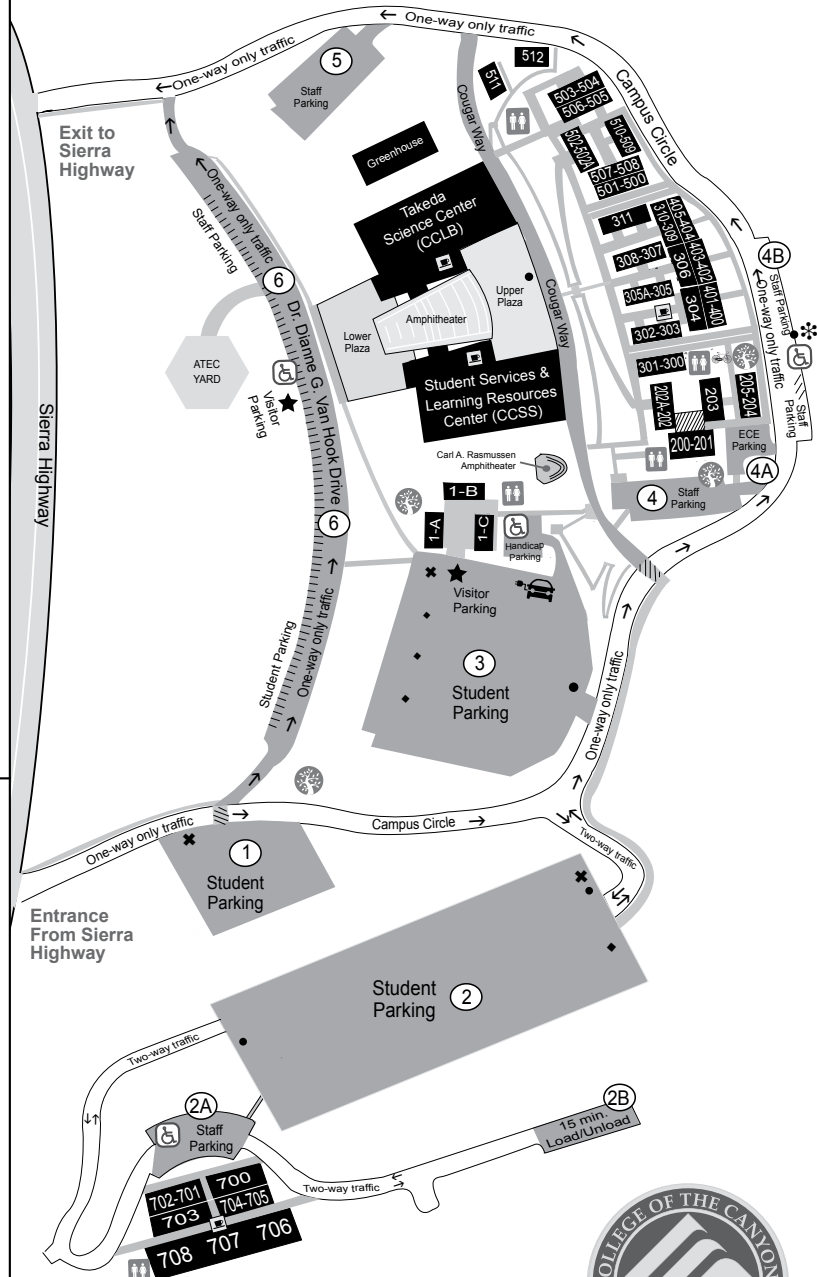 One-way only traffic
One-way only traffic
5
Staff
Parking
512
511
Cougar Way
503-504
506-505
502-502A
510-509
507-508
501-500
Campus Circle
Exit to
Sierra
Highway
One-way only traffic
Staff Parking
Greenhouse
Takeda
Science Center
(CCLB)
Upper
Plaza
Amphitheater
Lower
Plaza
Student Services &
Learning Resources
Center (CCSS)
Cougar Way
311
310-309
405-404
308-307
306
403-402
305A-305
304
401-400
302-303
301-300
202A-202
203
205-204
200-201
4B
Staff Parking
One-way only traffic
Staff
Parking
ECE
Parking
4A
4
Staff
Parking
6
Dr. Dianne G. Van Hook Drive
ATEC
YARD
Visitor
Parking
Sierra Highway
Carl A. Rasmussen
Amphitheater
1-B
1-A
1-C
Handicap
Parking
6
Visitor
Parking
3
Student
Parking
Student Parking
One-way only traffic
One-way only traffic
One-way only traffic
Campus Circle
Two-way traffic
1
Student
Parking
Entrance
From Sierra
Highway
Student
Parking
2
Two-way traffic
2A
Staff
Parking
2B
15 min.
Load/Unload
Two-way traffic
702-701
700
703
704-705
708
707
706
COLLEGE OF THE CANYON